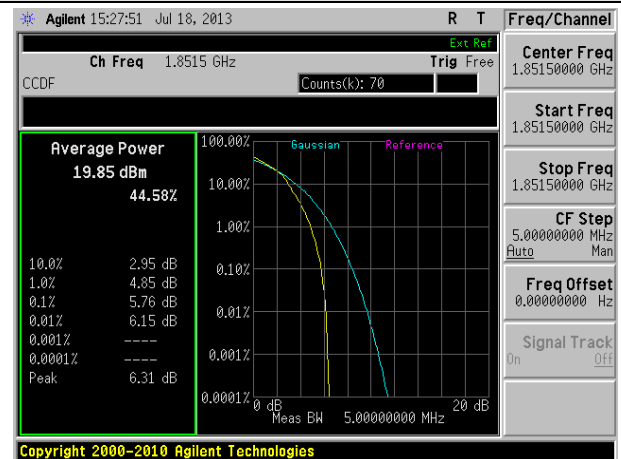 Agilent 15:27:51 Jul 18, 2013 R T
Ext Ref
Ch Freq 1.8515 GHz Trig Free
CCDF Counts(k): 70
Average Power
19.85 dBm
44.58%
10.0% 2.95 dB
1.0% 4.85 dB
0.1% 5.76 dB
0.01% 6.15 dB
0.001% ----
0.0001% ----
Peak 6.31 dB
Gaussian Reference
100.00%
10.00%
1.00%
0.10%
0.01%
0.001%
0.0001%
0 dB 20 dB
Meas BW 5.00000000 MHz
Freq/Channel
Center Freq
1.85150000 GHz
Start Freq
1.85150000 GHz
Stop Freq
1.85150000 GHz
CF Step
5.00000000 MHz
Auto Man
Freq Offset
0.00000000 Hz
Signal Track
On Off
Copyright 2000-2010 Agilent Technologies